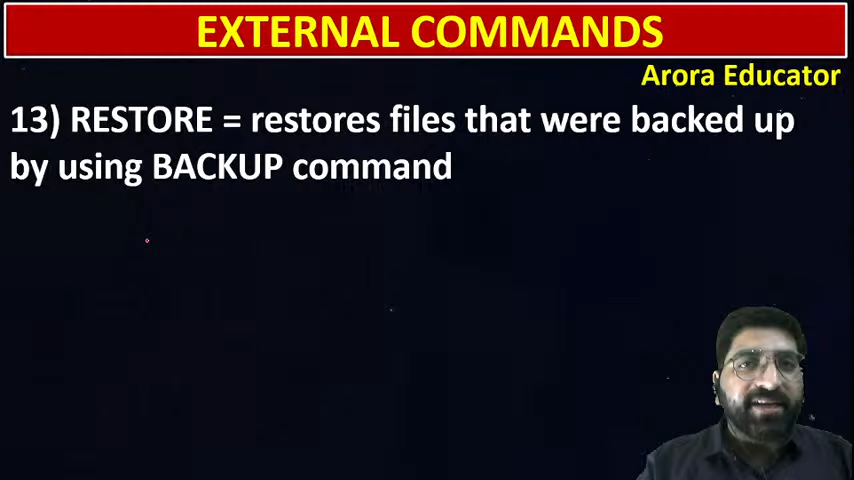 EXTERNAL COMMANDS
Arora Educator
13) RESTORE = restores files that were backed up
by using BACKUP command